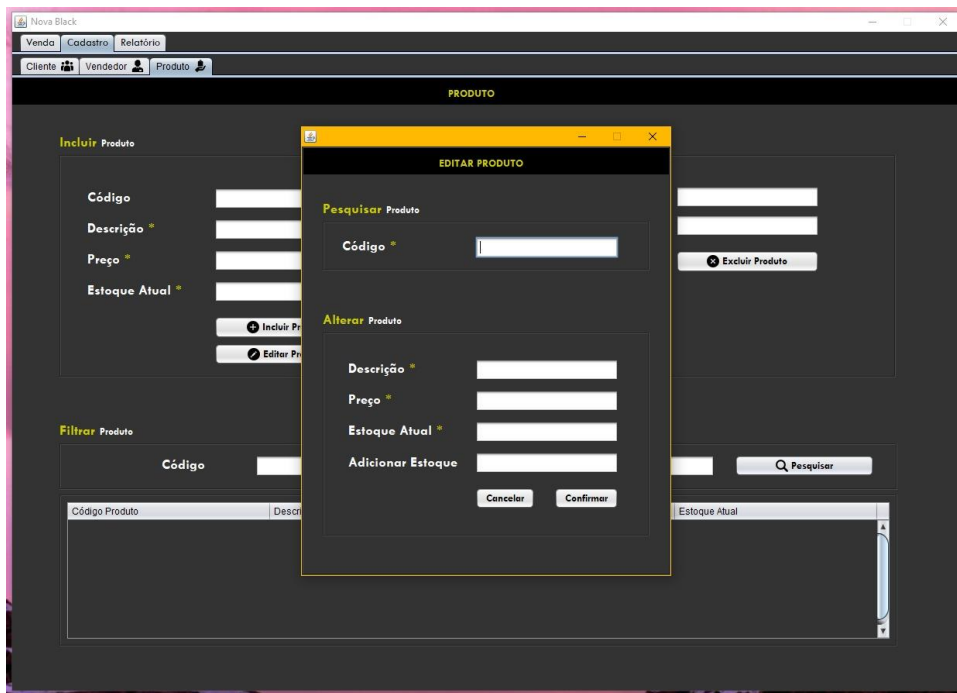 Nova Black
Venda Cadastro Relatório
Cliente Vendedor Produto
PRODUTO
Incluir Produto
Código
Descrição *
Preço *
Estoque Atual *
Incluir Pr
Editar Pr
Excluir Produto
EDITAR PRODUTO
Pesquisar Produto
Código *
Alterar Produto
Descrição *
Preço *
Estoque Atual *
Adicionar Estoque
Cancelar Confirmar
Filtrar Produto
Código
Pesquisar
Código Produto Descri Estoque Atual